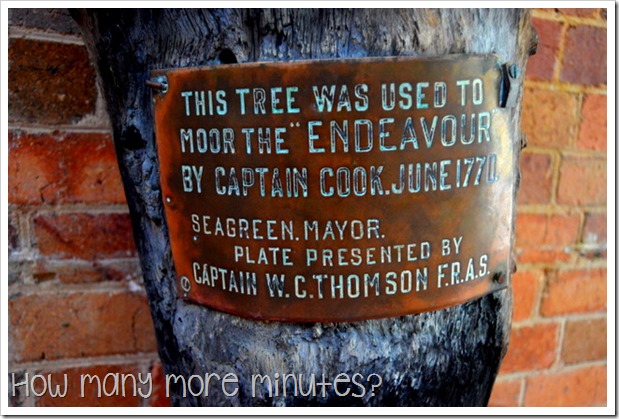 THIS TREE WAS USED TO
MOOR THE "ENDEAVOUR"
BY CAPTAIN COOK. JUNE 1770.
SEAGREEN. MAYOR.
PLATE PRESENTED BY
CAPTAIN W. C. THOMSON F.R.A.S.
How many more minutes?